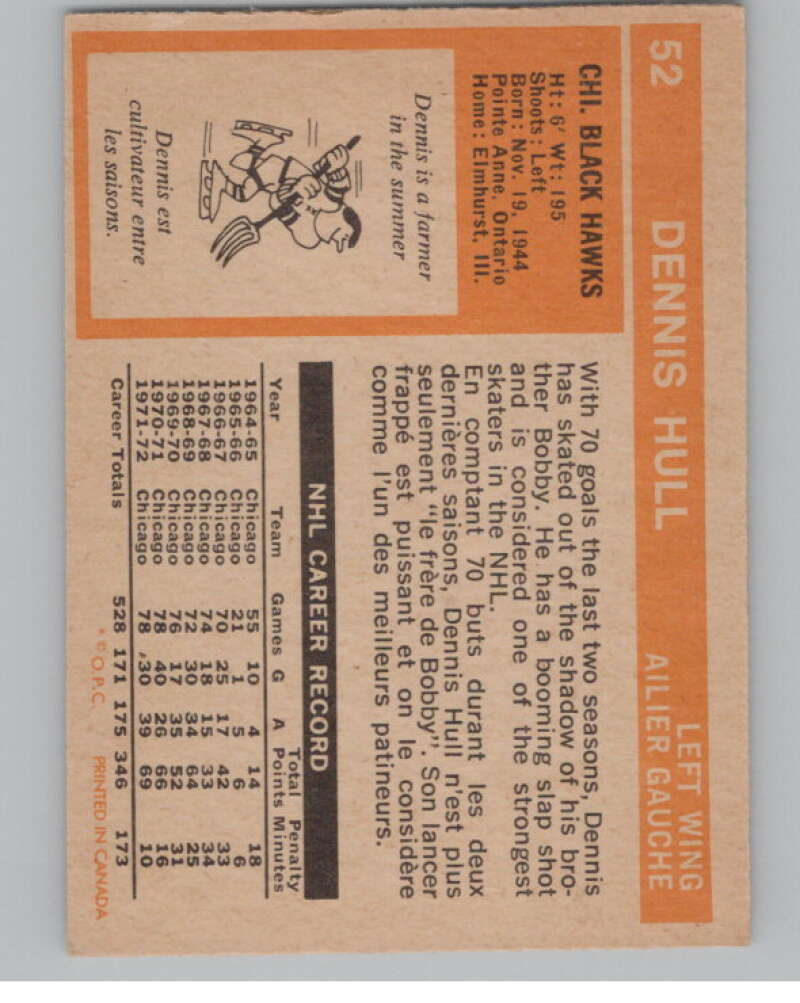 52 DENNIS HULL LEFT WING
AILIER GAUCHE
CHI. BLACK HAWKS
Ht: 6' Wt: 195
Shoots: Left
Born: Nov. 19, 1944
Pointe Anne, Ontario
Home: Elmhurst, Ill.
Dennis is a farmer
in the summer
Dennis est
cultivateur entre
les saisons.
With 70 goals the last two seasons, Dennis
has skated out of the shadow of his bro-
ther Bobby. He has a booming slap shot
and is considered one of the strongest
skaters in the NHL.
En comptant 70 buts durant les deux
dernières saisons, Dennis Hull n'est plus
seulement "le frère de Bobby". Son lancer
frappé est puissant et on le considère
comme l'un des meilleurs patineurs.
NHL CAREER RECORD
Total Penalty
Year Team Games G A Points Minutes
1964-65 Chicago 55 10 4 14 18
1965-66 Chicago 21 1 5 6 6
1966-67 Chicago 70 25 17 42 33
1967-68 Chicago 74 18 15 33 34
1968-69 Chicago 72 30 34 64 25
1969-70 Chicago 76 17 35 52 31
1970-71 Chicago 78 40 26 66 16
1971-72 Chicago 78 30 39 69 10
Career Totals 528 171 175 346 173
* © O.P.C. PRINTED IN CANADA